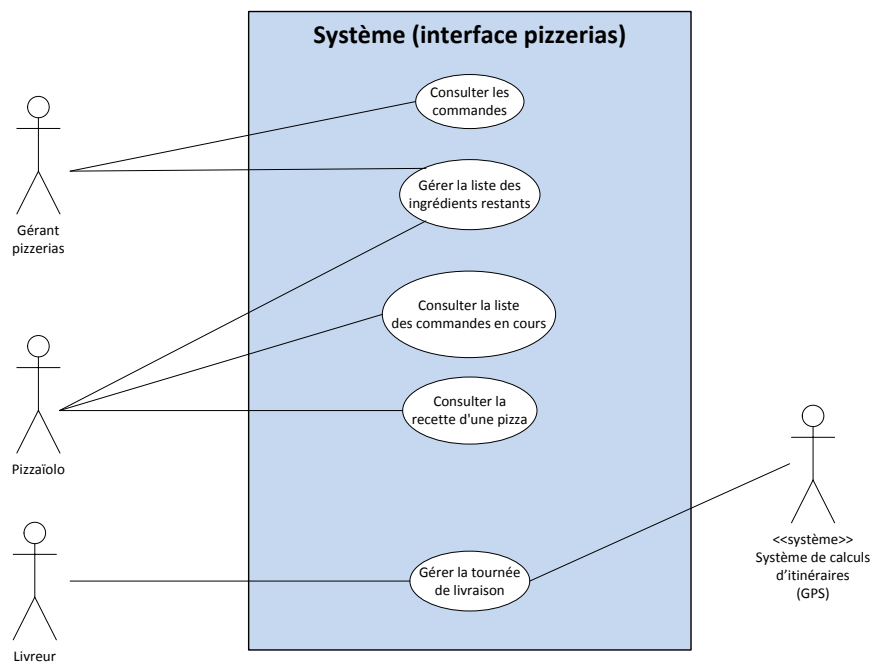 Système (interface pizzerias)
Consulter les
commandes
Gérant
pizzerias
Gérer la liste des
ingrédients restants
Consulter la liste
des commandes en cours
Pizzaïolo
Consulter la
recette d'une pizza
<<système>>
Système de calculs
d'itinéraires
(GPS)
Gérer la tournée
de livraison
Livreur